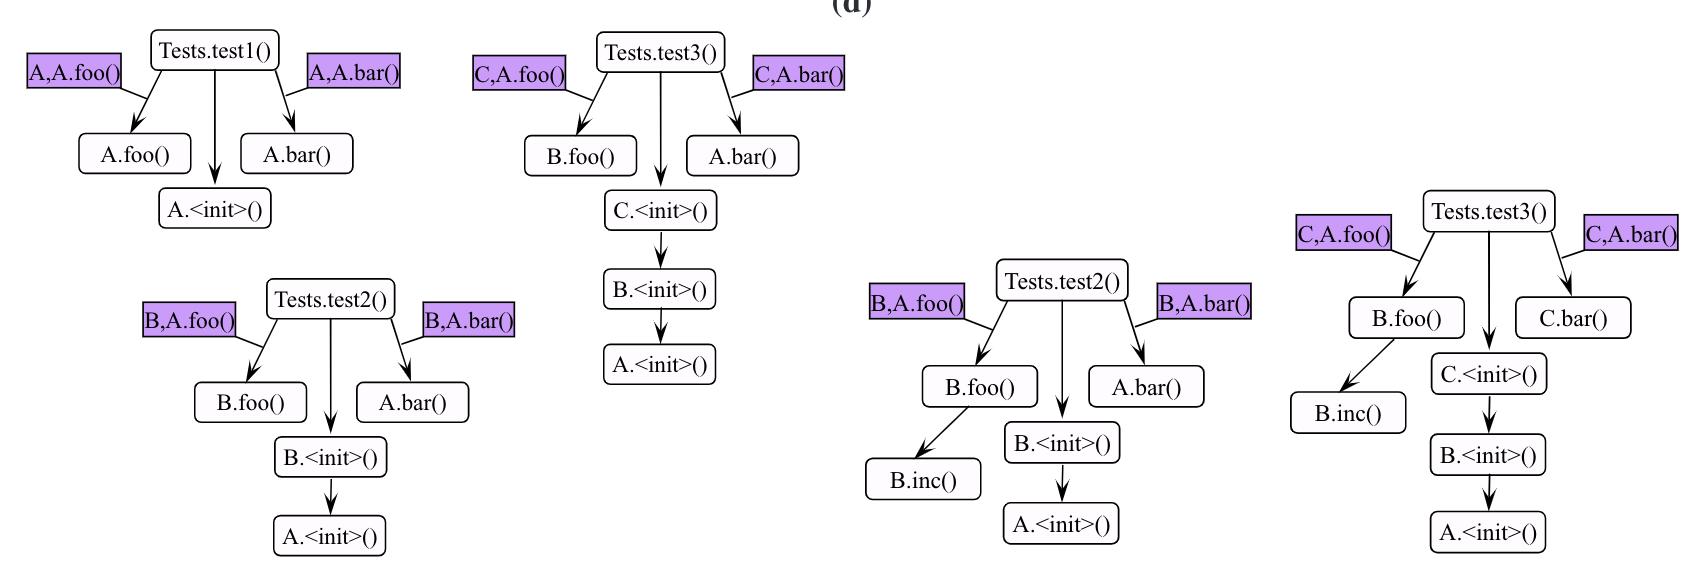 (d)
Tests.test1()
A,A.foo()
A,A.bar()
A.foo()
A.bar()
A.<init>()
Tests.test3()
C,A.foo()
C,A.bar()
B.foo()
A.bar()
C.<init>()
B.<init>()
A.<init>()
Tests.test2()
B,A.foo()
B,A.bar()
B.foo()
A.bar()
B.<init>()
A.<init>()
Tests.test2()
B,A.foo()
B,A.bar()
B.foo()
A.bar()
B.inc()
B.<init>()
A.<init>()
Tests.test3()
C,A.foo()
C,A.bar()
B.foo()
C.bar()
B.inc()
C.<init>()
B.<init>()
A.<init>()